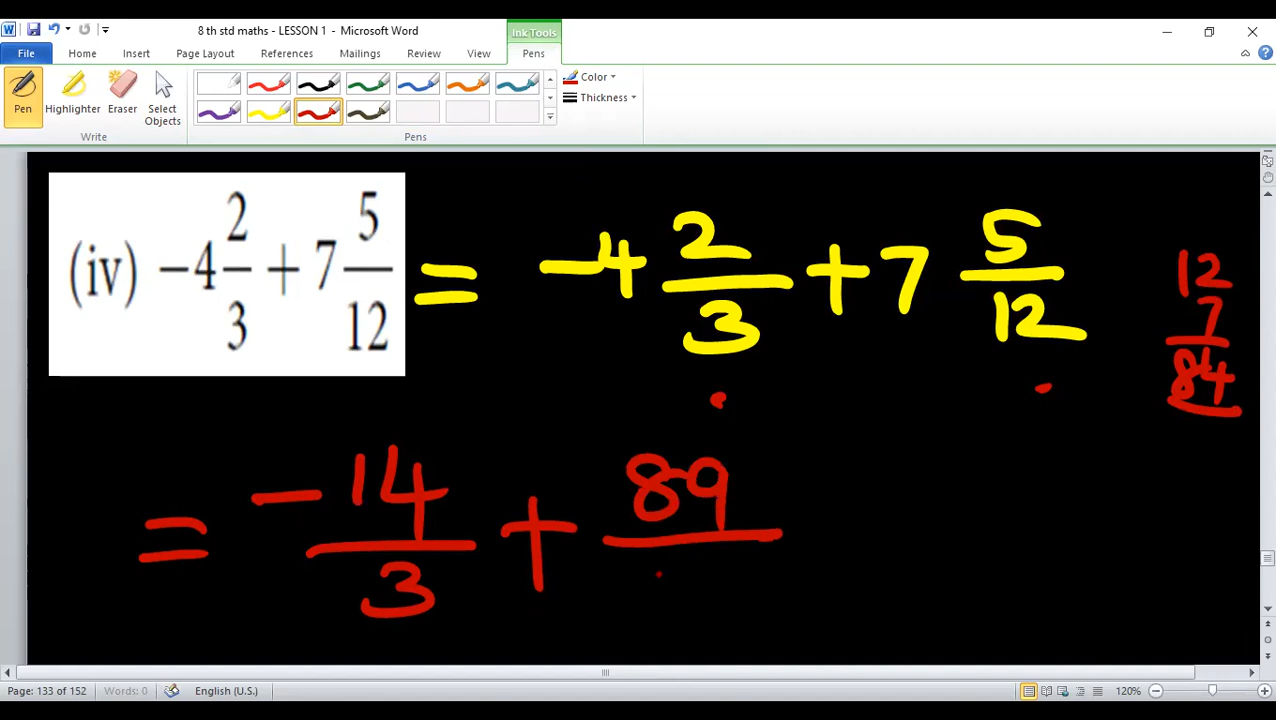 8 th std maths - LESSON 1 - Microsoft Word
Ink Tools
File Home Insert Page Layout References Mailings Review View Pens
Pen Highlighter Eraser Select Objects
Color
Thickness
Write
Pens
(iv) −4 2/3 + 7 5/12 = −4 2/3 + 7 5/12
12
7
84
= −14/3 + 89/
Page: 133 of 152 Words: 0 English (U.S.) 120%